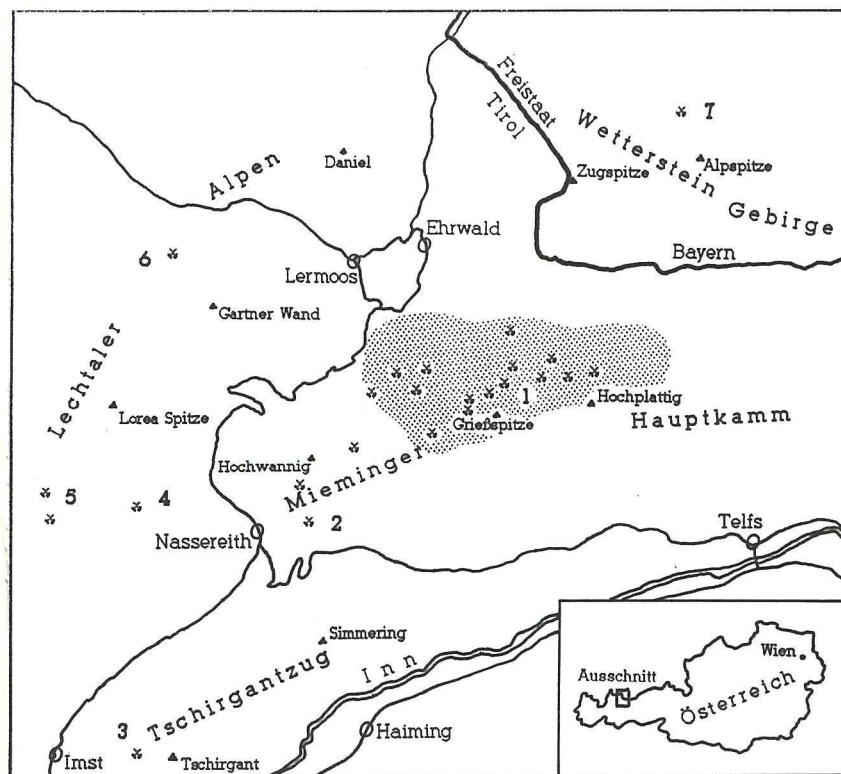 Freistaat
Tirol
Wetterstein Gebirge
7
Alpen
Daniel
Zugspitze
Alpspitze
Ehrwald
Bayern
6
Lermoos
Gartner Wand
Lechtaler
1
Hochplattig
Grießspitze
Hauptkamm
Lorea Spitze
Hochwannig
Mieminger
5
4
2
Nassereith
Telfs
Simmering
Inn
Tschirgantzug
Wien
Ausschnitt
Österreich
3
Imst
Tschirgant
Haiming